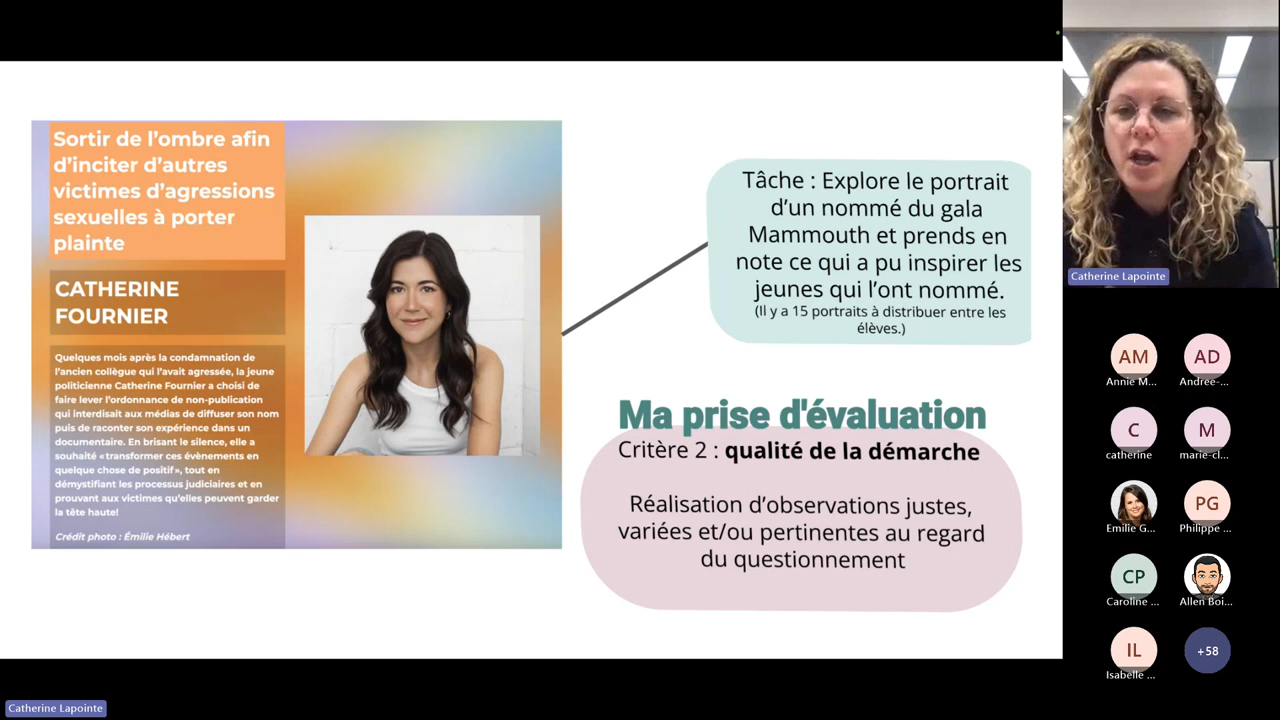 Sortir de l’ombre afin
d’inciter d’autres
victimes d’agressions
sexuelles à porter
plainte
CATHERINE
FOURNIER
Quelques mois après la condamnation de
l’ancien collègue qui l’avait agressée, la jeune
politicienne Catherine Fournier a choisi de
faire lever l’ordonnance de non-publication
qui interdisait aux médias de diffuser son nom
puis de raconter son expérience dans un
documentaire. En brisant le silence, elle a
souhaité « transformer ces évènements en
quelque chose de positif », tout en
démystifiant les processus judiciaires et en
prouvant aux victimes qu’elles peuvent garder
la tête haute!
Crédit photo : Émilie Hébert
Tâche : Explore le portrait
d’un nommé du gala
Mammouth et prends en
note ce qui a pu inspirer les
jeunes qui l’ont nommé.
(Il y a 15 portraits à distribuer entre les
élèves.)
Ma prise d'évaluation
Critère 2 : qualité de la démarche
Réalisation d’observations justes,
variées et/ou pertinentes au regard
du questionnement
Catherine Lapointe
AM
AD
Annie M...
Andrée-...
C
M
catherine
marie-cl...
PG
Emilie G...
Philippe ...
CP
Caroline ...
Allen Boi...
IL
+58
Isabelle ...
Catherine Lapointe